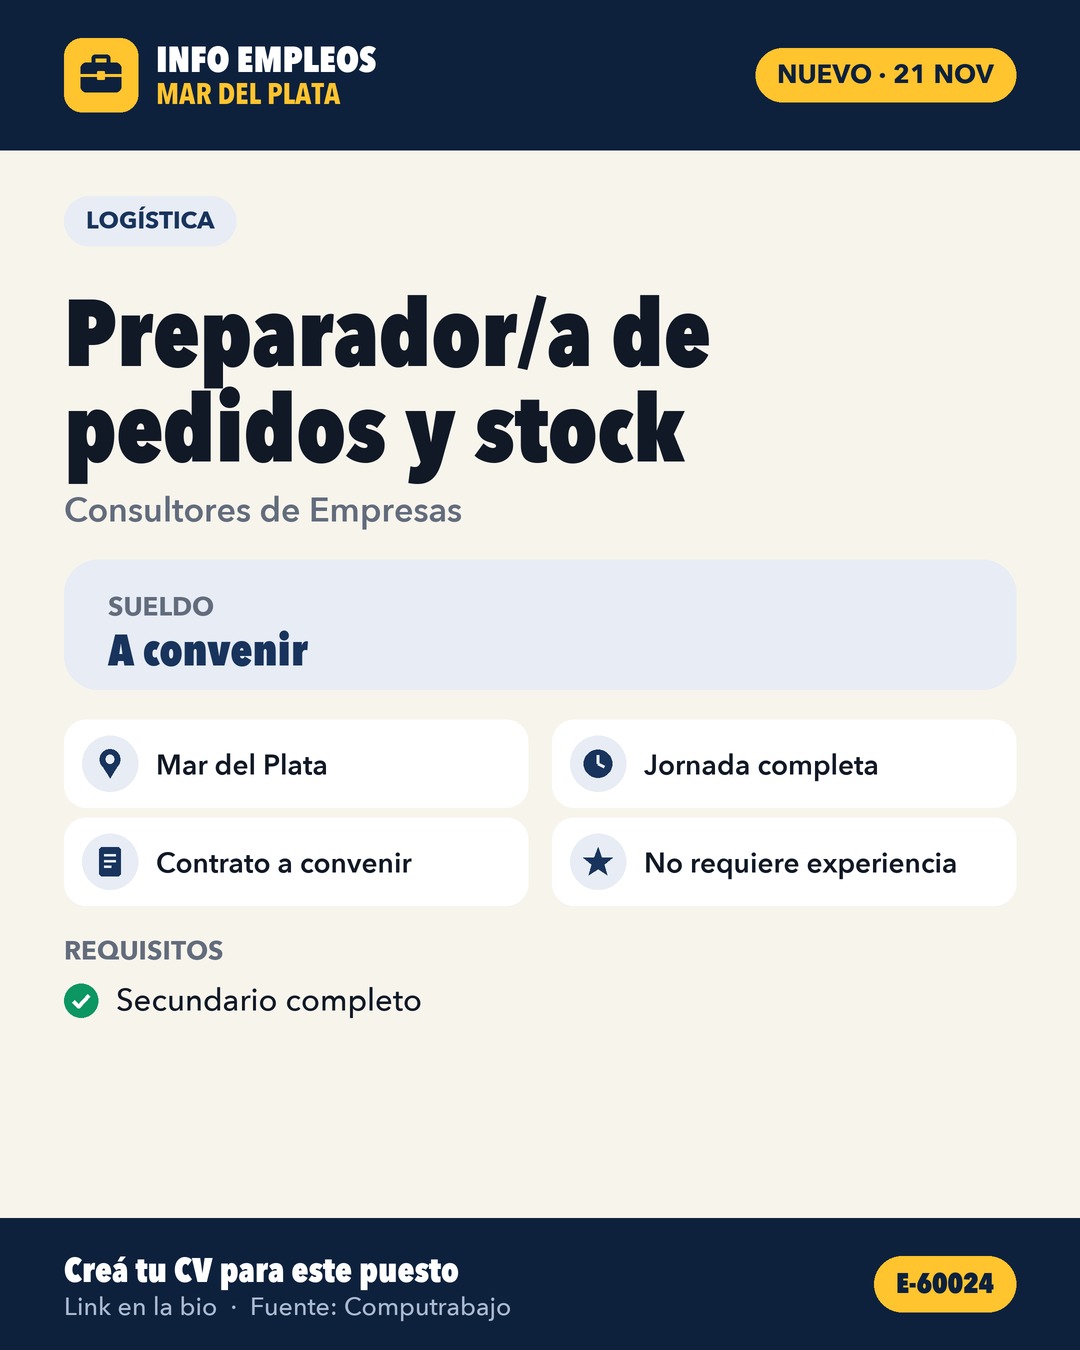 INFO EMPLEOS
MAR DEL PLATA
NUEVO · 21 NOV
LOGÍSTICA
Preparador/a de
pedidos y stock
Consultores de Empresas
SUELDO
A convenir
Mar del Plata
Jornada completa
Contrato a convenir
No requiere experiencia
REQUISITOS
Secundario completo
Creá tu CV para este puesto
Link en la bio · Fuente: Computrabajo
E-60024